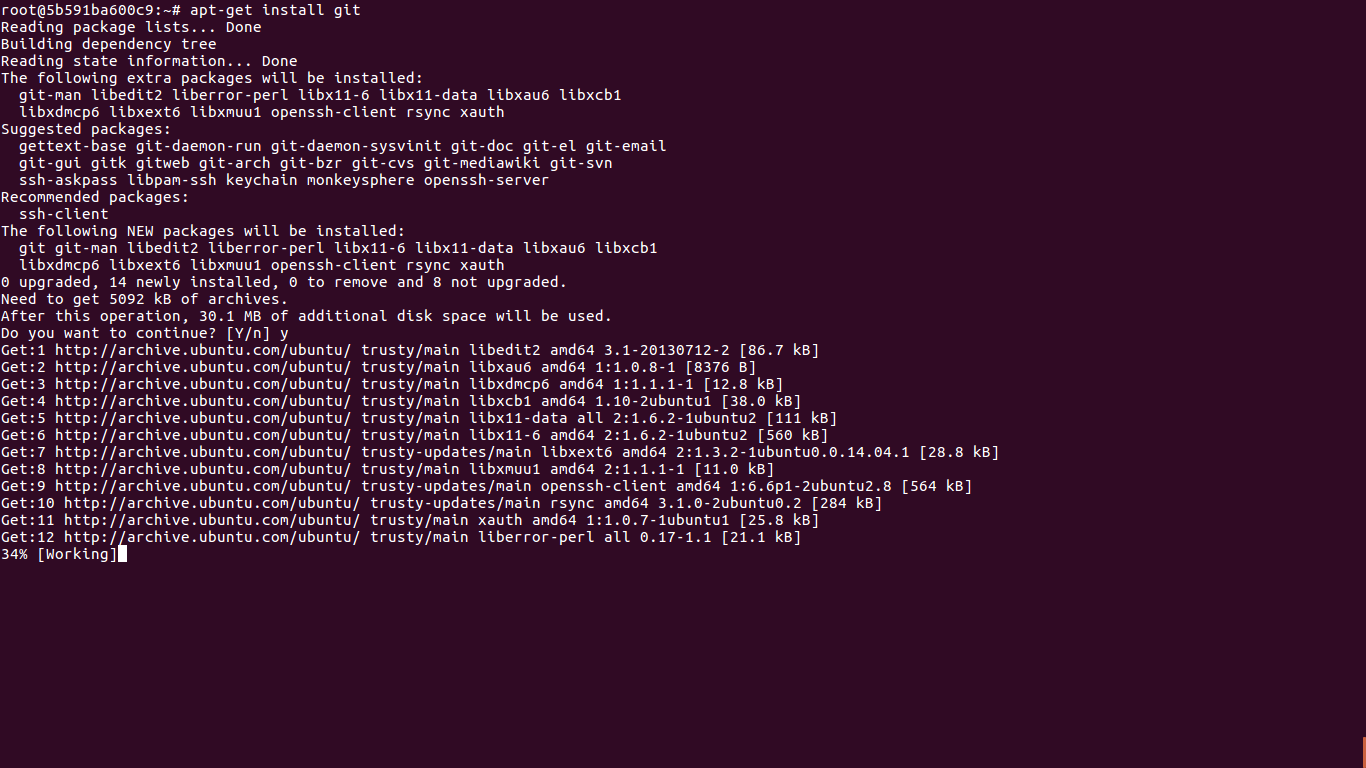 root@5b591ba600c9:~# apt-get install git
Reading package lists... Done
Building dependency tree
Reading state information... Done
The following extra packages will be installed:
  git-man libedit2 liberror-perl libx11-6 libx11-data libxau6 libxcb1
  libxdmcp6 libxext6 libxmuu1 openssh-client rsync xauth
Suggested packages:
  gettext-base git-daemon-run git-daemon-sysvinit git-doc git-el git-email
  git-gui gitk gitweb git-arch git-bzr git-cvs git-mediawiki git-svn
  ssh-askpass libpam-ssh keychain monkeysphere openssh-server
Recommended packages:
  ssh-client
The following NEW packages will be installed:
  git git-man libedit2 liberror-perl libx11-6 libx11-data libxau6 libxcb1
  libxdmcp6 libxext6 libxmuu1 openssh-client rsync xauth
0 upgraded, 14 newly installed, 0 to remove and 8 not upgraded.
Need to get 5092 kB of archives.
After this operation, 30.1 MB of additional disk space will be used.
Do you want to continue? [Y/n] y
Get:1 http://archive.ubuntu.com/ubuntu/ trusty/main libedit2 amd64 3.1-20130712-2 [86.7 kB]
Get:2 http://archive.ubuntu.com/ubuntu/ trusty/main libxau6 amd64 1:1.0.8-1 [8376 B]
Get:3 http://archive.ubuntu.com/ubuntu/ trusty/main libxdmcp6 amd64 1:1.1.1-1 [12.8 kB]
Get:4 http://archive.ubuntu.com/ubuntu/ trusty/main libxcb1 amd64 1.10-2ubuntu1 [38.0 kB]
Get:5 http://archive.ubuntu.com/ubuntu/ trusty/main libx11-data all 2:1.6.2-1ubuntu2 [111 kB]
Get:6 http://archive.ubuntu.com/ubuntu/ trusty/main libx11-6 amd64 2:1.6.2-1ubuntu2 [560 kB]
Get:7 http://archive.ubuntu.com/ubuntu/ trusty-updates/main libxext6 amd64 2:1.3.2-1ubuntu0.0.14.04.1 [28.8 kB]
Get:8 http://archive.ubuntu.com/ubuntu/ trusty/main libxmuu1 amd64 2:1.1.1-1 [11.0 kB]
Get:9 http://archive.ubuntu.com/ubuntu/ trusty-updates/main openssh-client amd64 1:6.6p1-2ubuntu2.8 [564 kB]
Get:10 http://archive.ubuntu.com/ubuntu/ trusty-updates/main rsync amd64 3.1.0-2ubuntu0.2 [284 kB]
Get:11 http://archive.ubuntu.com/ubuntu/ trusty/main xauth amd64 1:1.0.7-1ubuntu1 [25.8 kB]
Get:12 http://archive.ubuntu.com/ubuntu/ trusty/main liberror-perl all 0.17-1.1 [21.1 kB]
34% [Working]